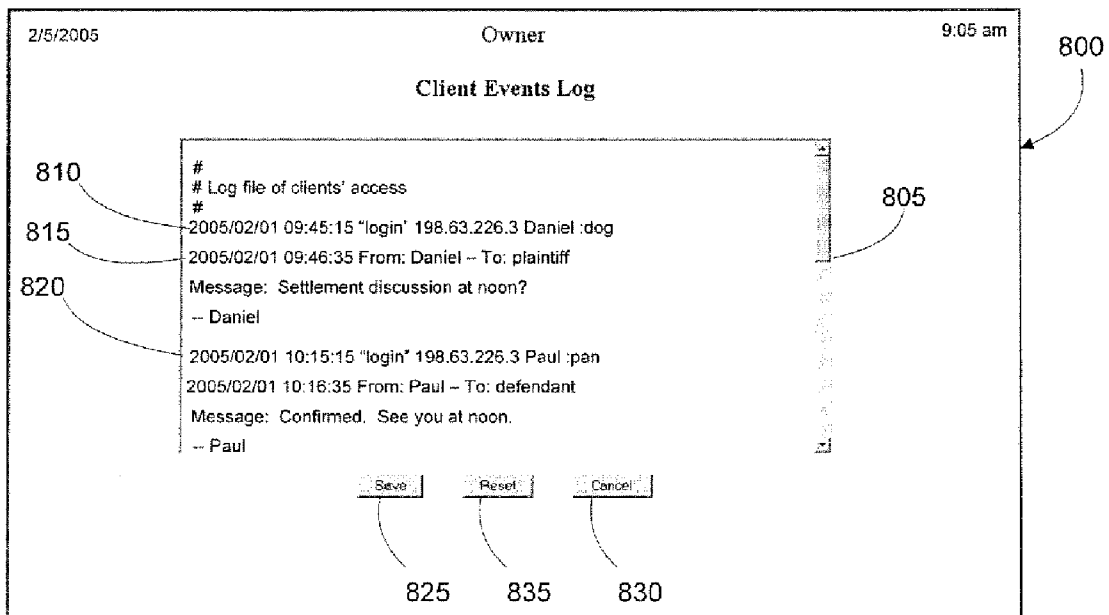 2/5/2005 Owner 9:05 am
800
Client Events Log
#
810 # Log file of clients' access
# 805
2005/02/01 09:45:15 "login' 198.63.226.3 Daniel :dog
815
2005/02/01 09:46:35 From: Daniel – To: plaintiff
820 Message: Settlement discussion at noon?
-- Daniel
2005/02/01 10:15:15 "login" 198.63.226.3 Paul :pan
2005/02/01 10:16:35 From: Paul – To: defendant
Message: Confirmed. See you at noon.
-- Paul
Save Reset Cancel
825 835 830